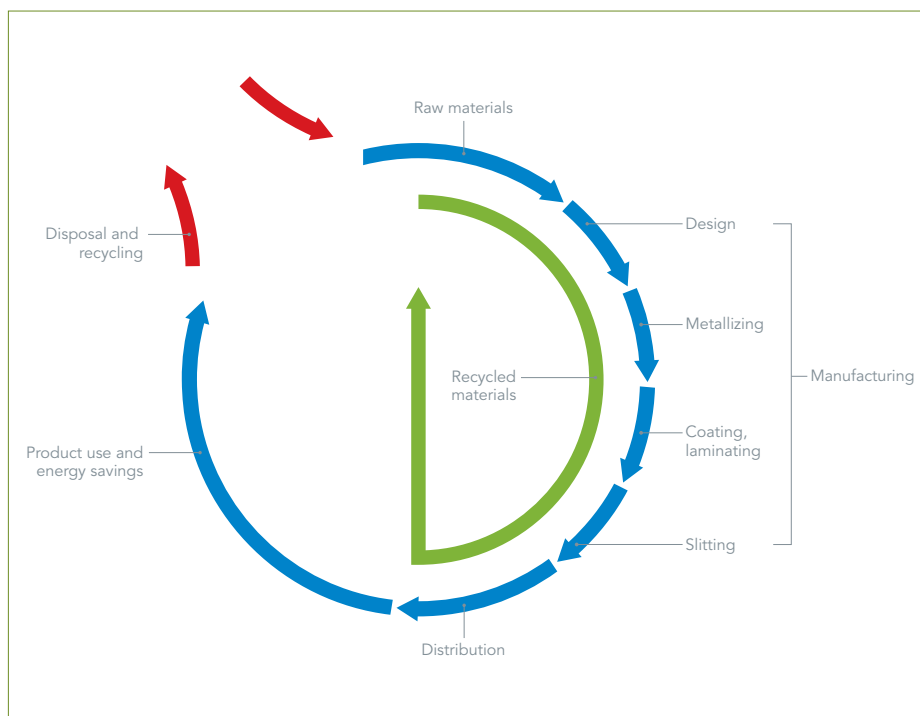 Raw materials
Design
Disposal and
recycling
Metallizing
Recycled
materials
Manufacturing
Coating,
laminating
Product use and
energy savings
Slitting
Distribution